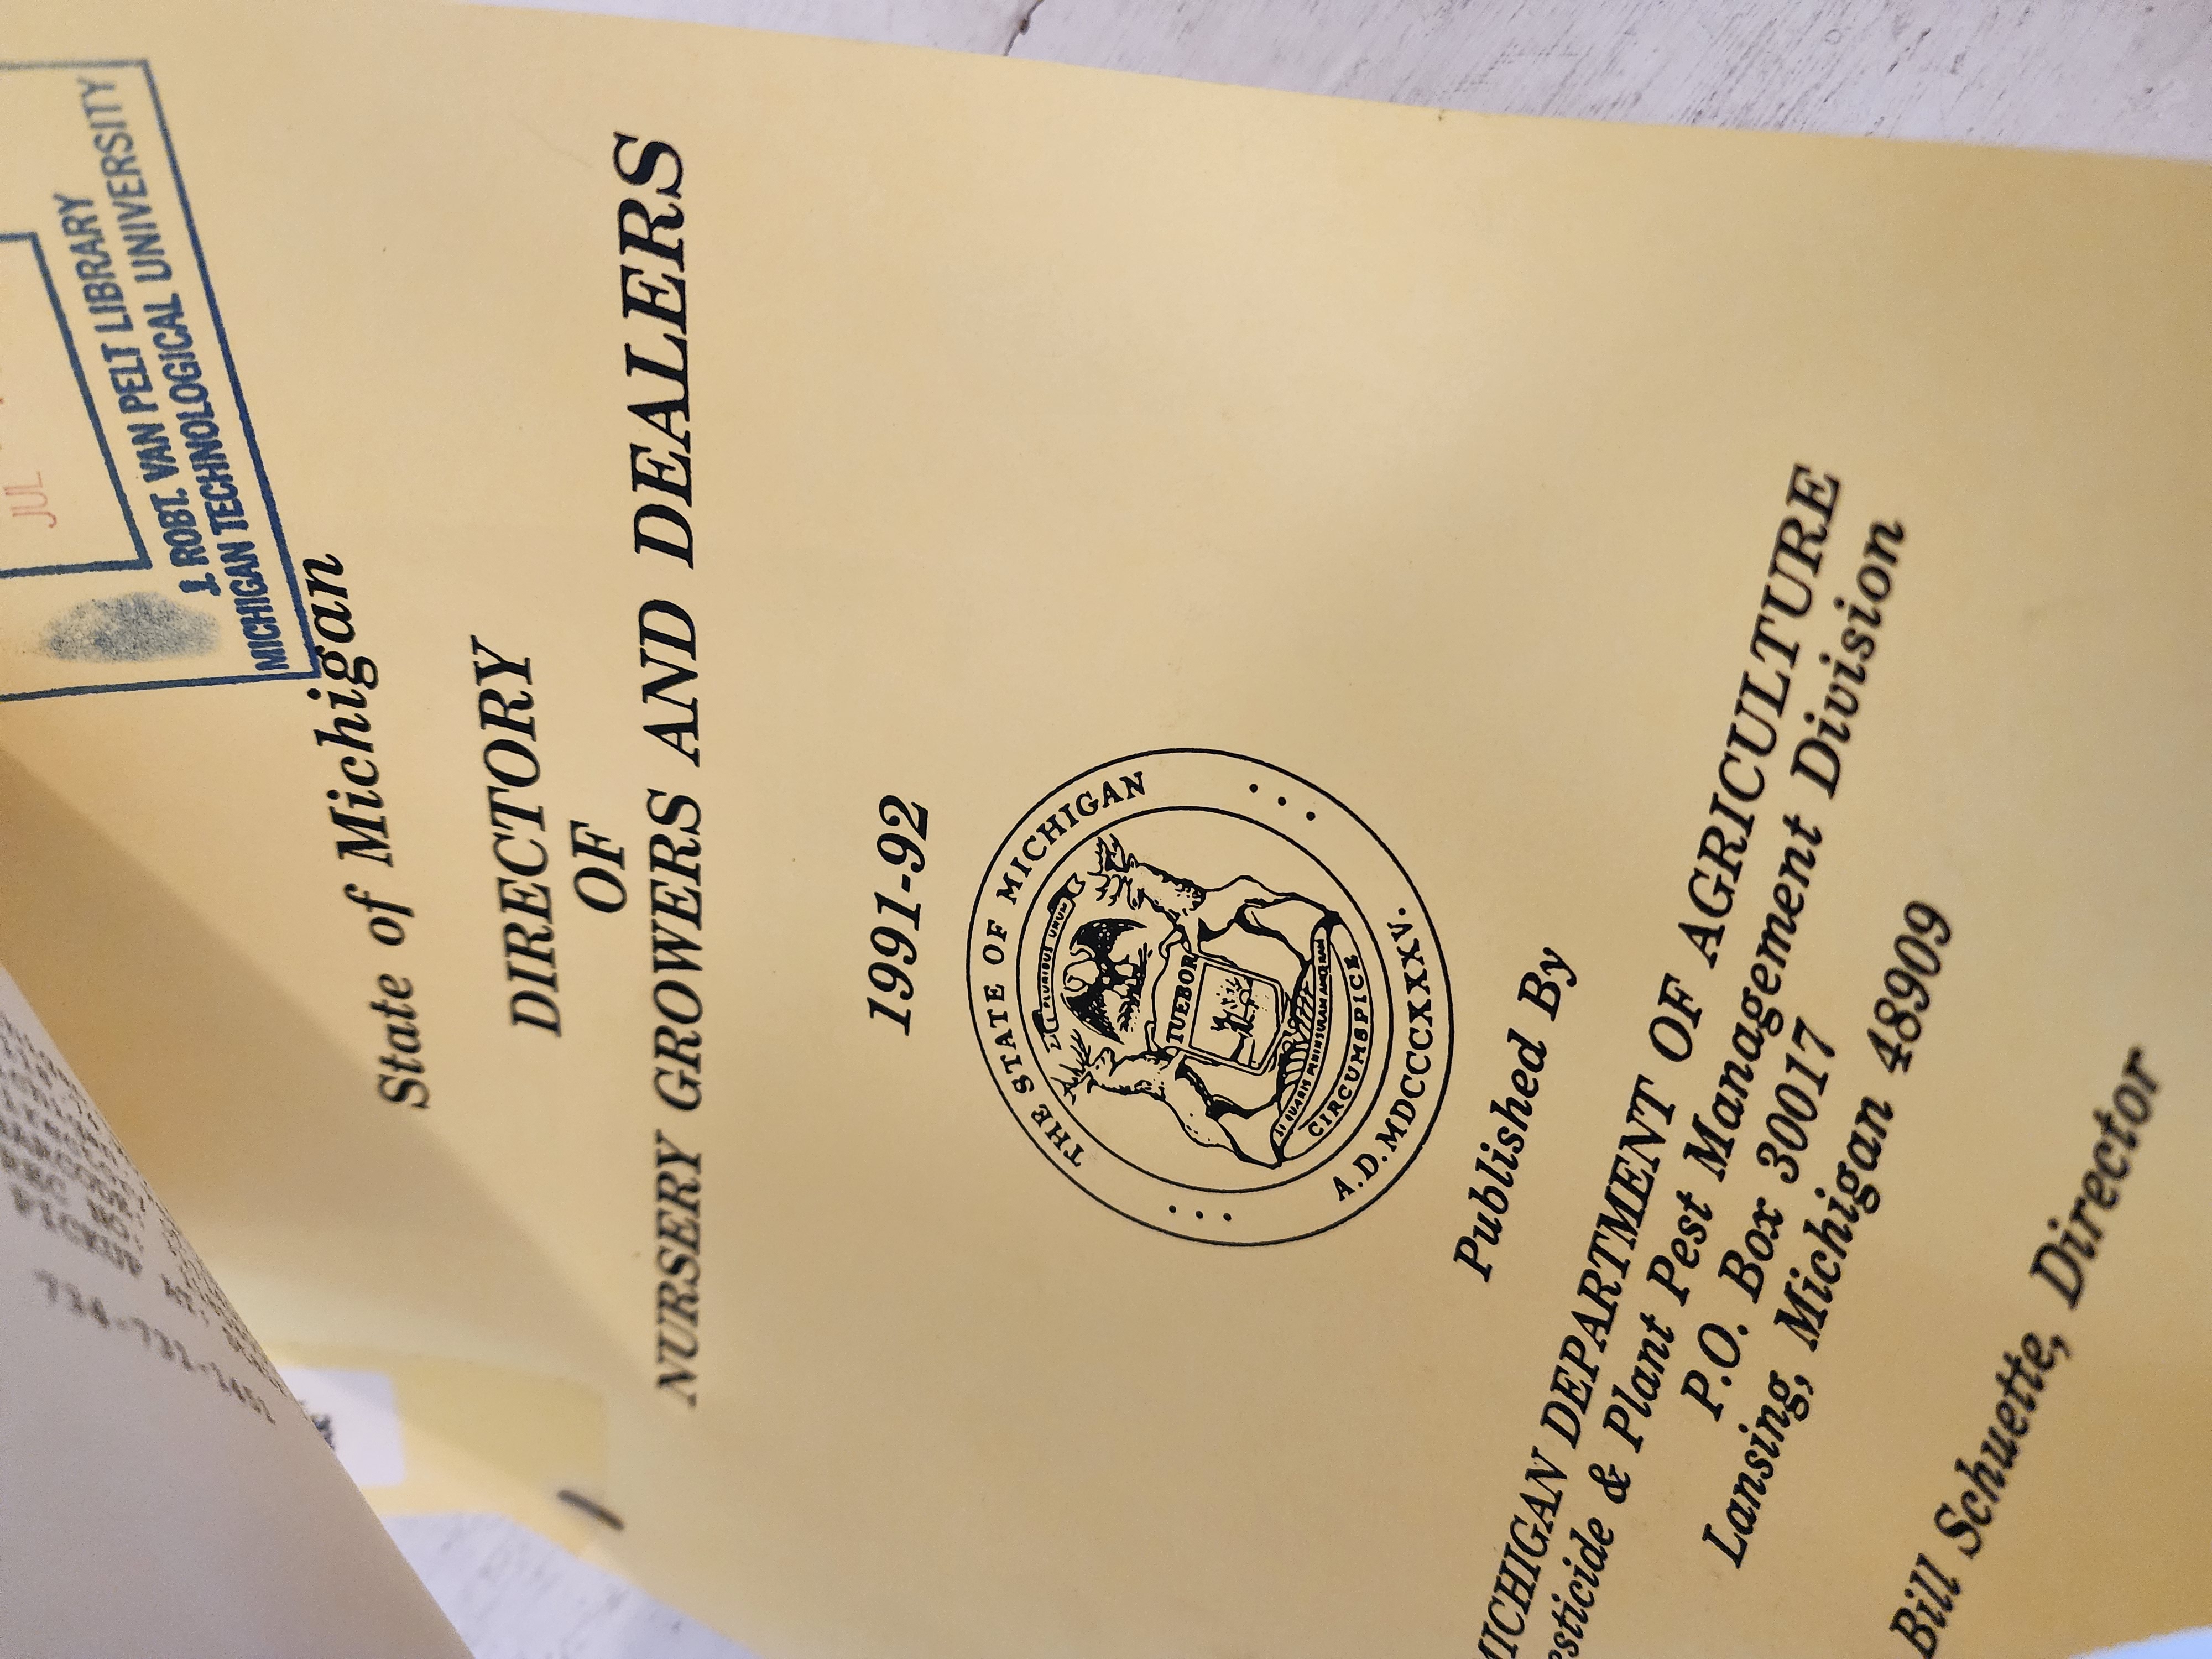 JUL
J. ROBT. VAN PELT LIBRARY
MICHIGAN TECHNOLOGICAL UNIVERSITY
State of Michigan
DIRECTORY
OF
NURSERY GROWERS AND DEALERS
1991-92
THE STATE OF MICHIGAN
E PLURIBUS UNUM
TUEBOR
SI QUÆRIS PENINSULAM AMŒNAM
CIRCUMSPICE
A.D. MDCCCXXXV.
Published By
MICHIGAN DEPARTMENT OF AGRICULTURE
esticide & Plant Pest Management Division
P.O. Box 30017
Lansing, Michigan 48909
Bill Schuette, Director